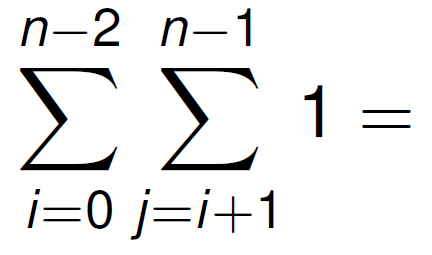 n−2 n−1
∑ ∑ 1 =
i=0 j=i+1